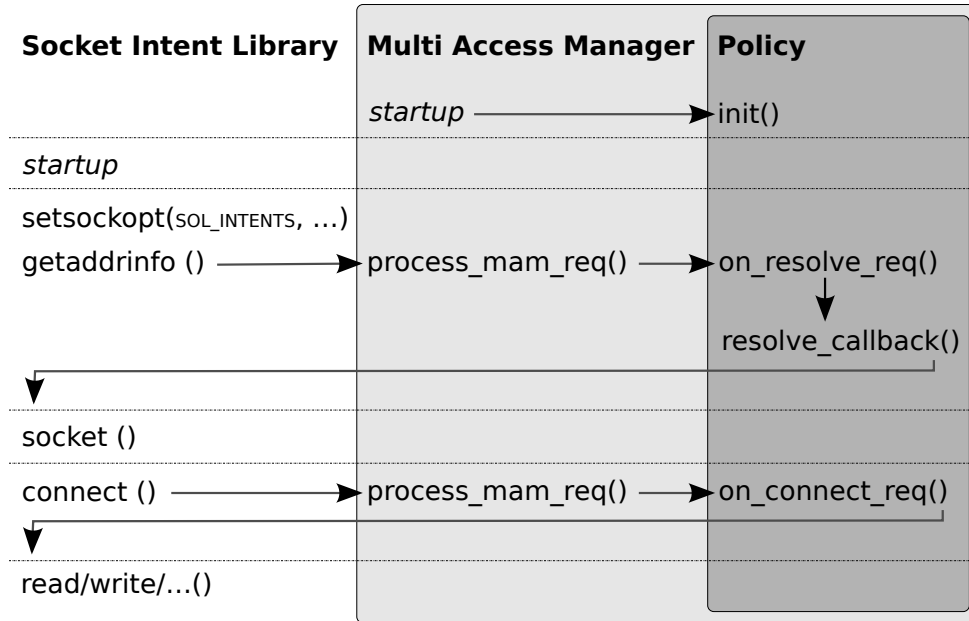 Socket Intent Library Multi Access Manager Policy
startup init()
startup
setsockopt(SOL_INTENTS, ...)
getaddrinfo () process_mam_req() on_resolve_req()
resolve_callback()
socket ()
connect () process_mam_req() on_connect_req()
read/write/...()